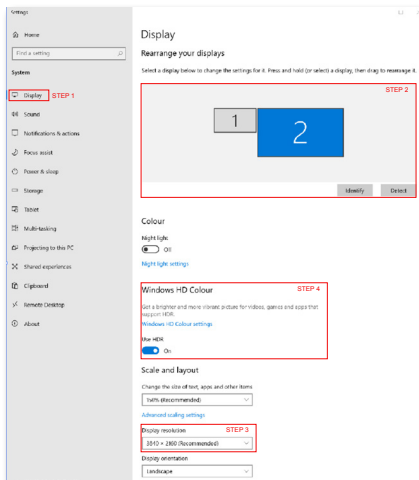 Settings
Home
Find a setting
System
Display STEP 1
Sound
Notifications & actions
Focus assist
Power & sleep
Storage
Tablet
Multi-tasking
Projecting to this PC
Shared experiences
Clipboard
Remote Desktop
About
Display
Rearrange your displays
Select a display below to change the settings for it. Press and hold (or select) a display, then drag to rearrange it.
STEP 2
1
2
Identify Detect
Colour
Night light
Off
Night light settings
Windows HD Colour STEP 4
Get a brighter and more vibrant picture for videos, games and apps that
support HDR.
Windows HD Colour settings
Use HDR
On
Scale and layout
Change the size of text, apps and other items
(Recommended)
Advanced scaling settings
Display resolution STEP 3
3840 × 2160 (Recommended)
Display orientation
Landscape